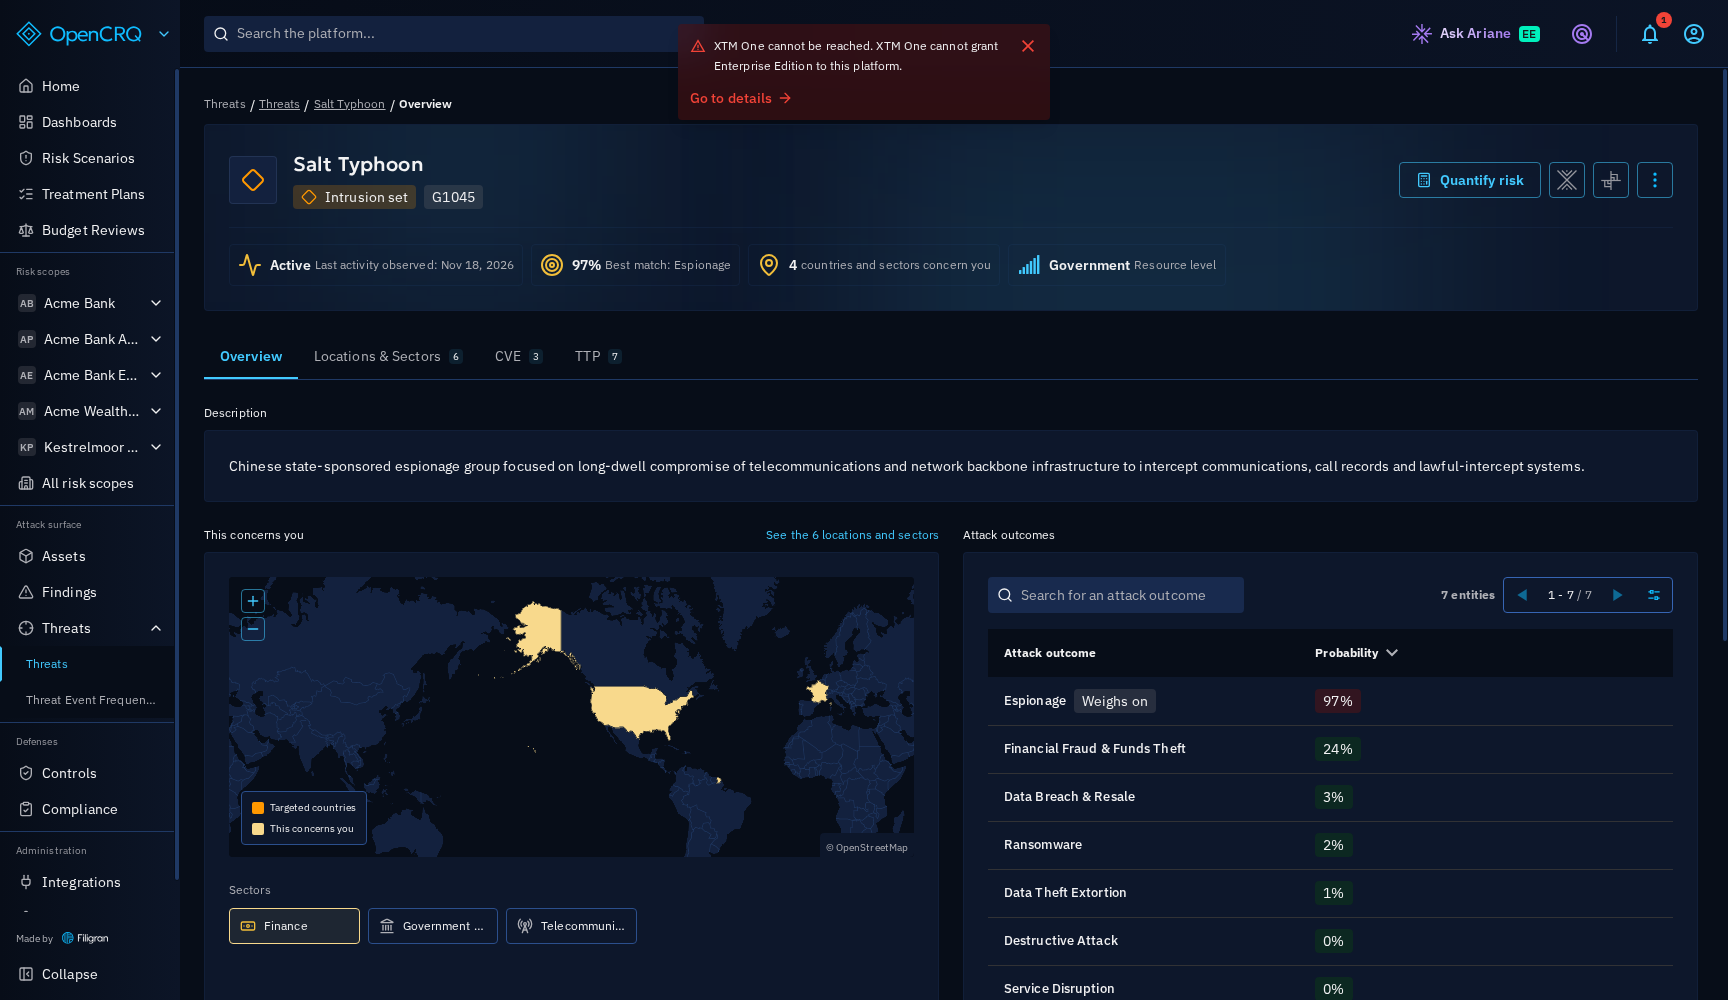 OpenCRQ
Search the platform...
XTM One cannot be reached. XTM One cannot grant
Enterprise Edition to this platform.
Go to details
Ask Ariane EE
1
Home
Dashboards
Risk Scenarios
Treatment Plans
Budget Reviews
Risk scopes
AB Acme Bank
AP Acme Bank A...
AE Acme Bank E...
AM Acme Wealth...
KP Kestrelmoor ...
All risk scopes
Attack surface
Assets
Findings
Threats
Threats
Threat Event Frequen...
Defenses
Controls
Compliance
Administration
Integrations
Made by Filigran
Collapse
Threats / Threats / Salt Typhoon / Overview
Salt Typhoon
Intrusion set G1045
Quantify risk
Active Last activity observed: Nov 18, 2026
97% Best match: Espionage
4 countries and sectors concern you
Government Resource level
Overview
Locations & Sectors 6
CVE 3
TTP 7
Description
Chinese state-sponsored espionage group focused on long-dwell compromise of telecommunications and network backbone infrastructure to intercept communications, call records and lawful-intercept systems.
This concerns you
See the 6 locations and sectors
+
−
Targeted countries
This concerns you
© OpenStreetMap
Sectors
Finance
Government ...
Telecommuni...
Attack outcomes
Search for an attack outcome
7 entities
1 - 7 / 7
Attack outcome Probability
Espionage Weighs on 97%
Financial Fraud & Funds Theft 24%
Data Breach & Resale 3%
Ransomware 2%
Data Theft Extortion 1%
Destructive Attack 0%
Service Disruption 0%